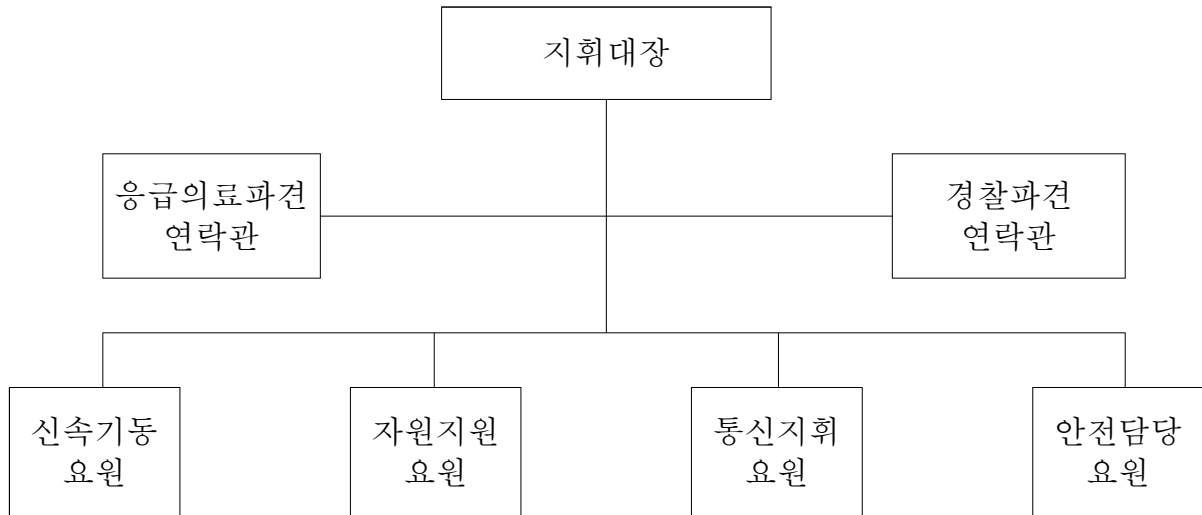 지휘대장
응급의료파견
연락관
경찰파견
연락관
신속기동
요원
자원지원
요원
통신지휘
요원
안전담당
요원